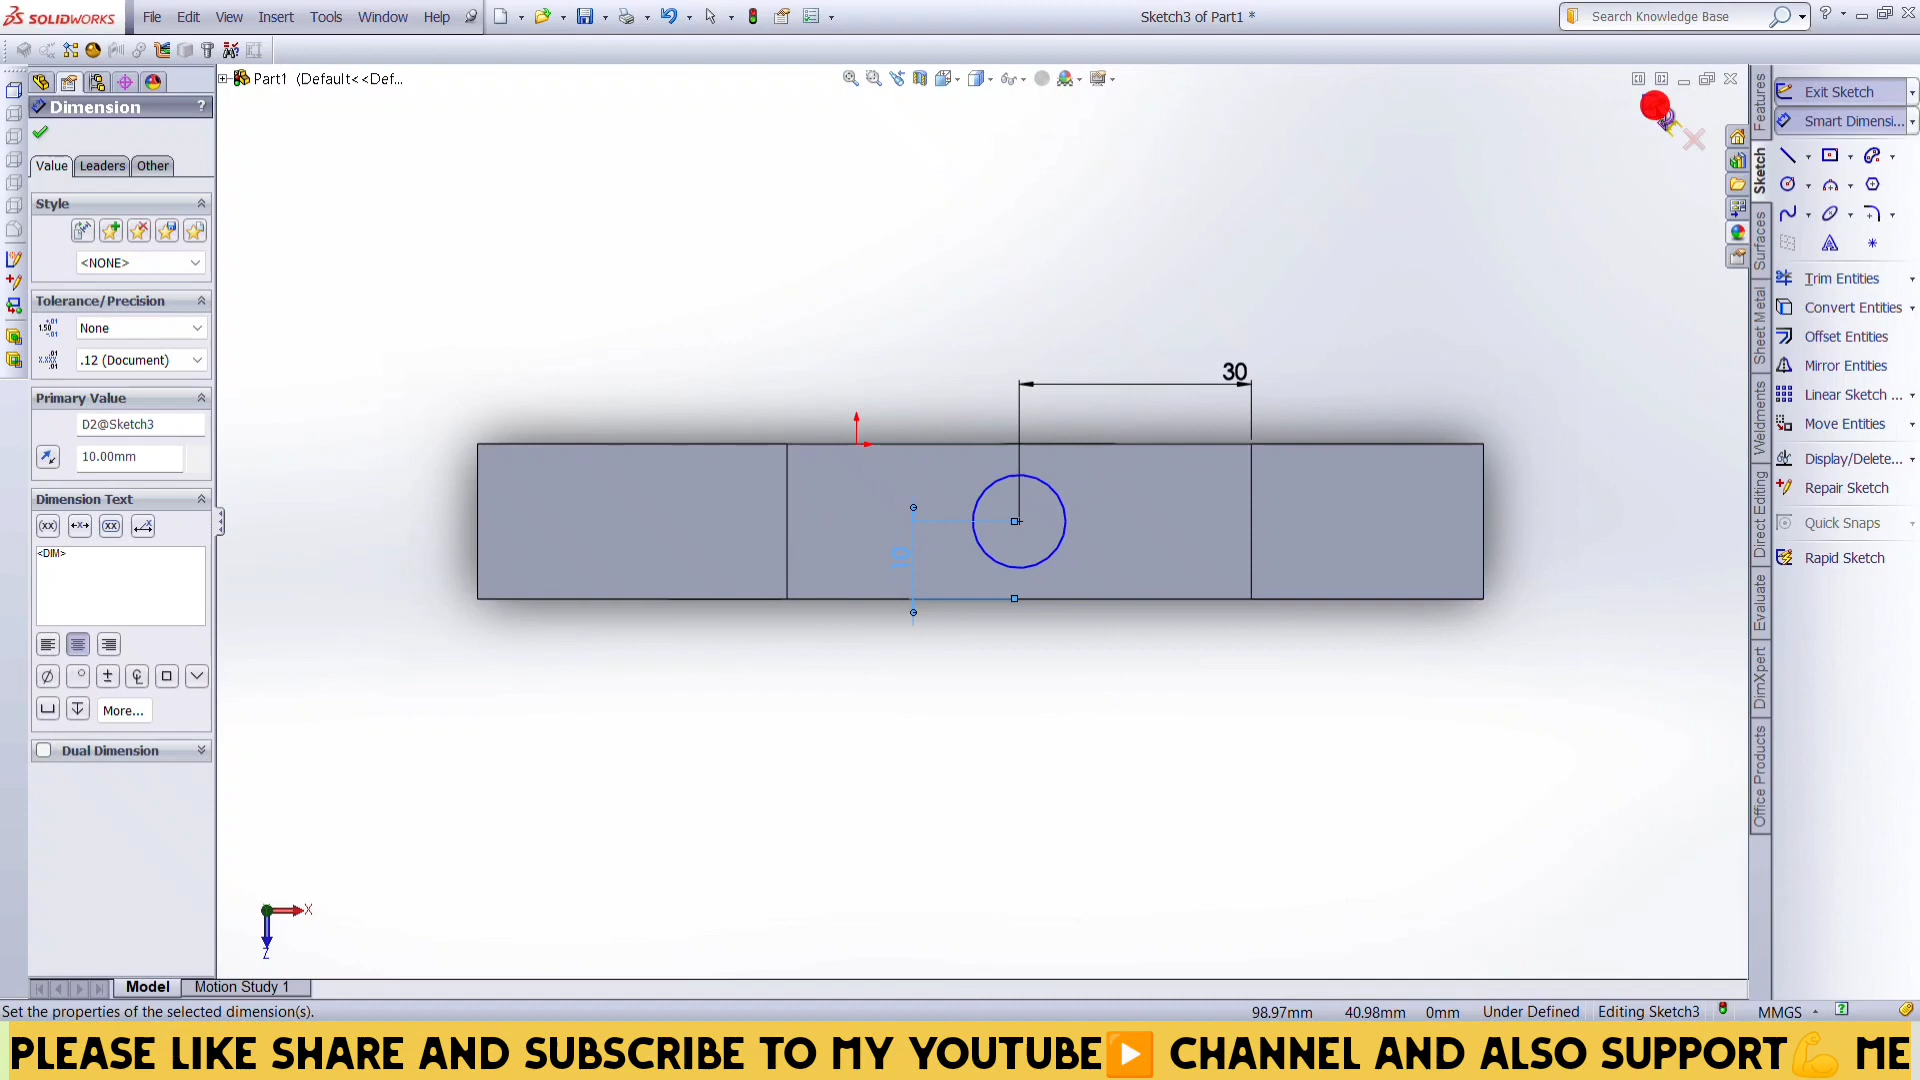 SOLIDWORKS
File Edit View Insert Tools Window Help
Sketch3 of Part1 *
Search Knowledge Base
?
Part1 (Default<<Def...
Dimension ?
Value Leaders Other
Style
<NONE>
Tolerance/Precision
None
.12 (Document)
Primary Value
D2@Sketch3
10.00mm
Dimension Text
(xx)
<DIM>
More...
Dual Dimension
30
10
X
Z
Features
Sketch
Surfaces
Sheet Metal
Weldments
Direct Editing
Evaluate
DimXpert
Office Products
Exit Sketch
Smart Dimensi...
Trim Entities
Convert Entities
Offset Entities
Mirror Entities
Linear Sketch ...
Move Entities
Display/Delete...
Repair Sketch
Quick Snaps
Rapid Sketch
Model Motion Study 1
Set the properties of the selected dimension(s).
98.97mm 40.98mm 0mm Under Defined Editing Sketch3 MMGS
PLEASE LIKE SHARE AND SUBSCRIBE TO MY YOUTUBE▶️ CHANNEL AND ALSO SUPPORT💪 ME